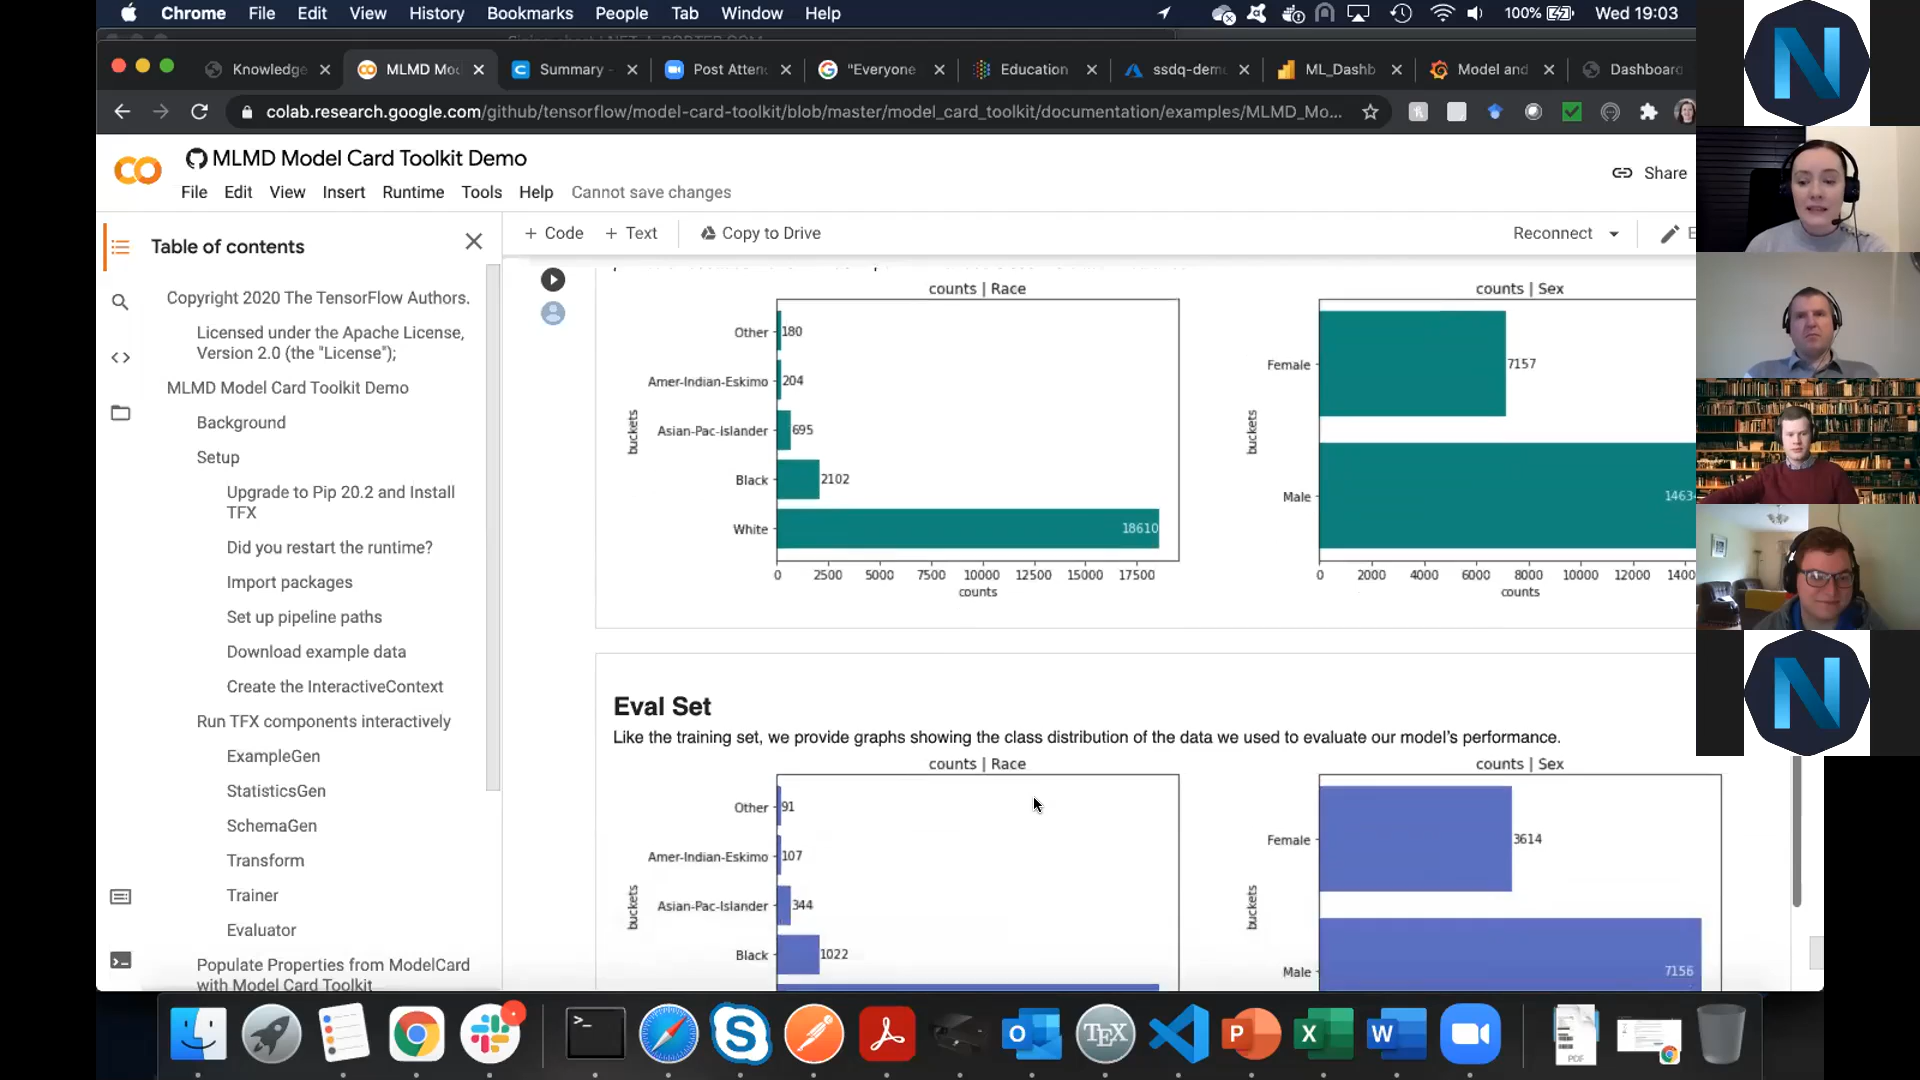 Chrome File Edit View History Bookmarks People Tab Window Help 100% Wed 19:03
Knowledge MLMD Mo Summary - Post Atten "Everyone Education ssdq-dem ML_Dashb Model and Dashboard
colab.research.google.com/github/tensorflow/model-card-toolkit/blob/master/model_card_toolkit/documentation/examples/MLMD_Mo...
MLMD Model Card Toolkit Demo
Share
File Edit View Insert Runtime Tools Help Cannot save changes
+ Code + Text Copy to Drive Reconnect
Table of contents
Copyright 2020 The TensorFlow Authors.
Licensed under the Apache License,
Version 2.0 (the "License");
MLMD Model Card Toolkit Demo
Background
Setup
Upgrade to Pip 20.2 and Install
TFX
Did you restart the runtime?
Import packages
Set up pipeline paths
Download example data
Create the InteractiveContext
Run TFX components interactively
ExampleGen
StatisticsGen
SchemaGen
Transform
Trainer
Evaluator
Populate Properties from ModelCard
with Model Card Toolkit
counts | Race
buckets
Other 180
Amer-Indian-Eskimo 204
Asian-Pac-Islander 695
Black 2102
White 18610
0 2500 5000 7500 10000 12500 15000 17500
counts
counts | Sex
buckets
Female 7157
Male 1463
0 2000 4000 6000 8000 10000 12000 1400
counts
Eval Set
Like the training set, we provide graphs showing the class distribution of the data we used to evaluate our model's performance.
counts | Race
buckets
Other 91
Amer-Indian-Eskimo 107
Asian-Pac-Islander 344
Black 1022
counts | Sex
buckets
Female 3614
Male 7156
N
N
>_
S
TEX
O
P
X
W
PDF